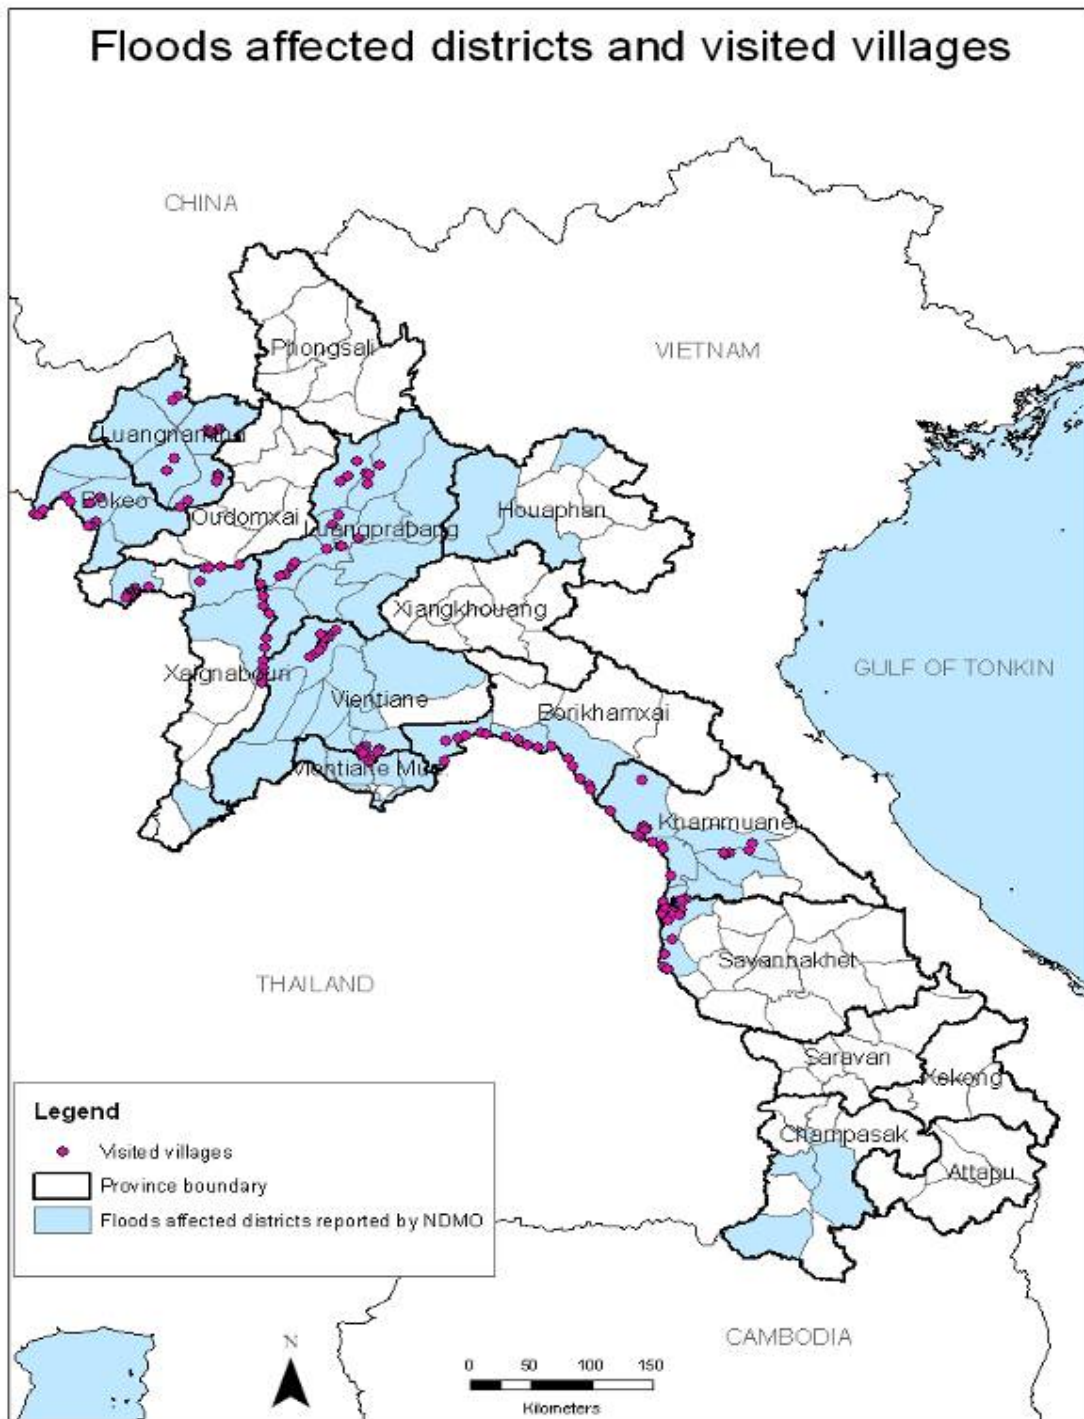 Floods affected districts and visited villages
CHINA
Phongsali
VIETNAM
Luangnamtha
Bokeo
Oudomxai
Luangprabang
Houaphan
Xiangkhouang
GULF OF TONKIN
Xaignabouri
Vientiane
Borikhamxai
Vientiane Mun.
Khammuane
THAILAND
Savannakhet
Saravan
Xekong
Champasak
Attapu
Legend
Visited villages
Province boundary
Floods affected districts reported by NDMO
CAMBODIA
N
0 50 100 150
Kilometers